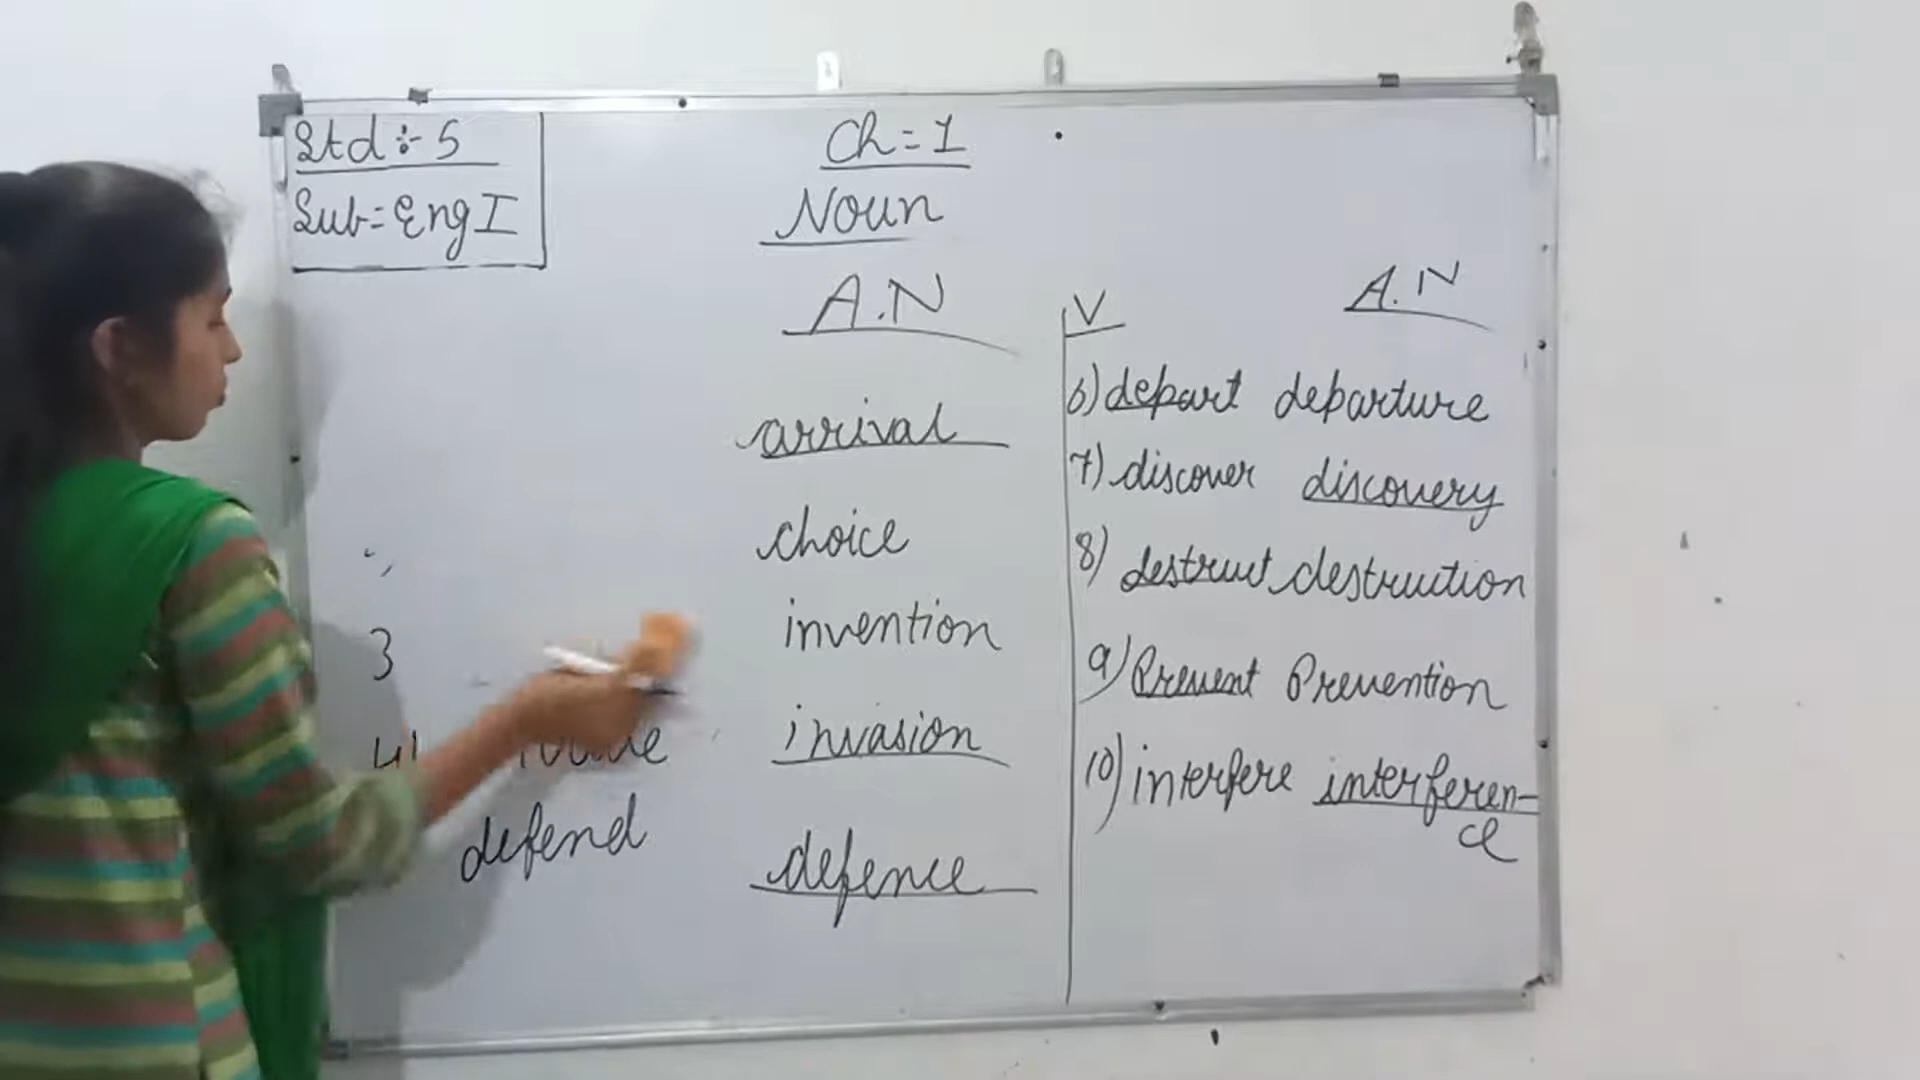 Std :- 5
Sub = Eng I
Ch = 1
Noun
A.N
arrival
choice
3 invention
4) invasion
defend defence
V A.N
6) depart departure
7) discover discovery
8) destruct destruction
9) Prevent Prevention
10) interfere interferen-
ce